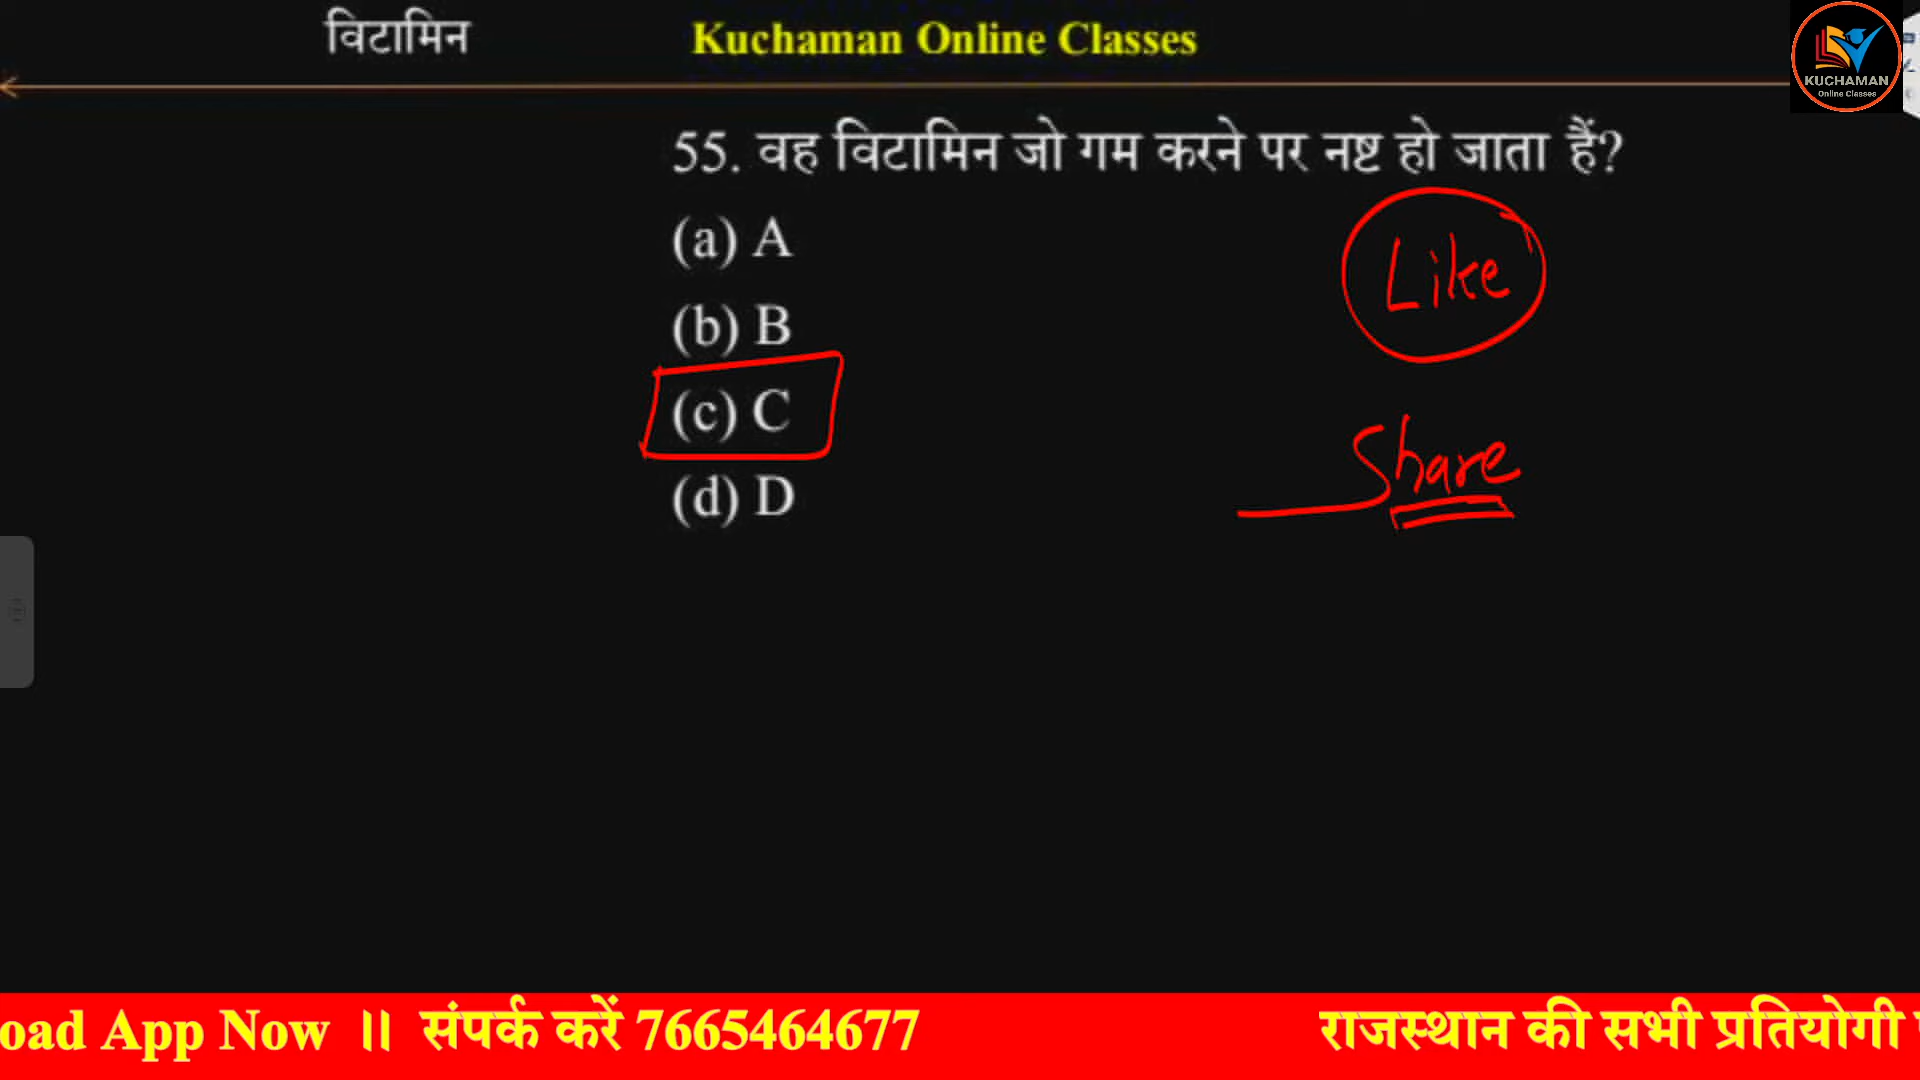 विटामिन
Kuchaman Online Classes
KUCHAMAN
Online Classes
55. वह विटामिन जो गम करने पर नष्ट हो जाता हैं?
(a) A
(b) B
(c) C
(d) D
Like
Share
oad App Now ।। संपर्क करें 7665464677
राजस्थान की सभी प्रतियोगी